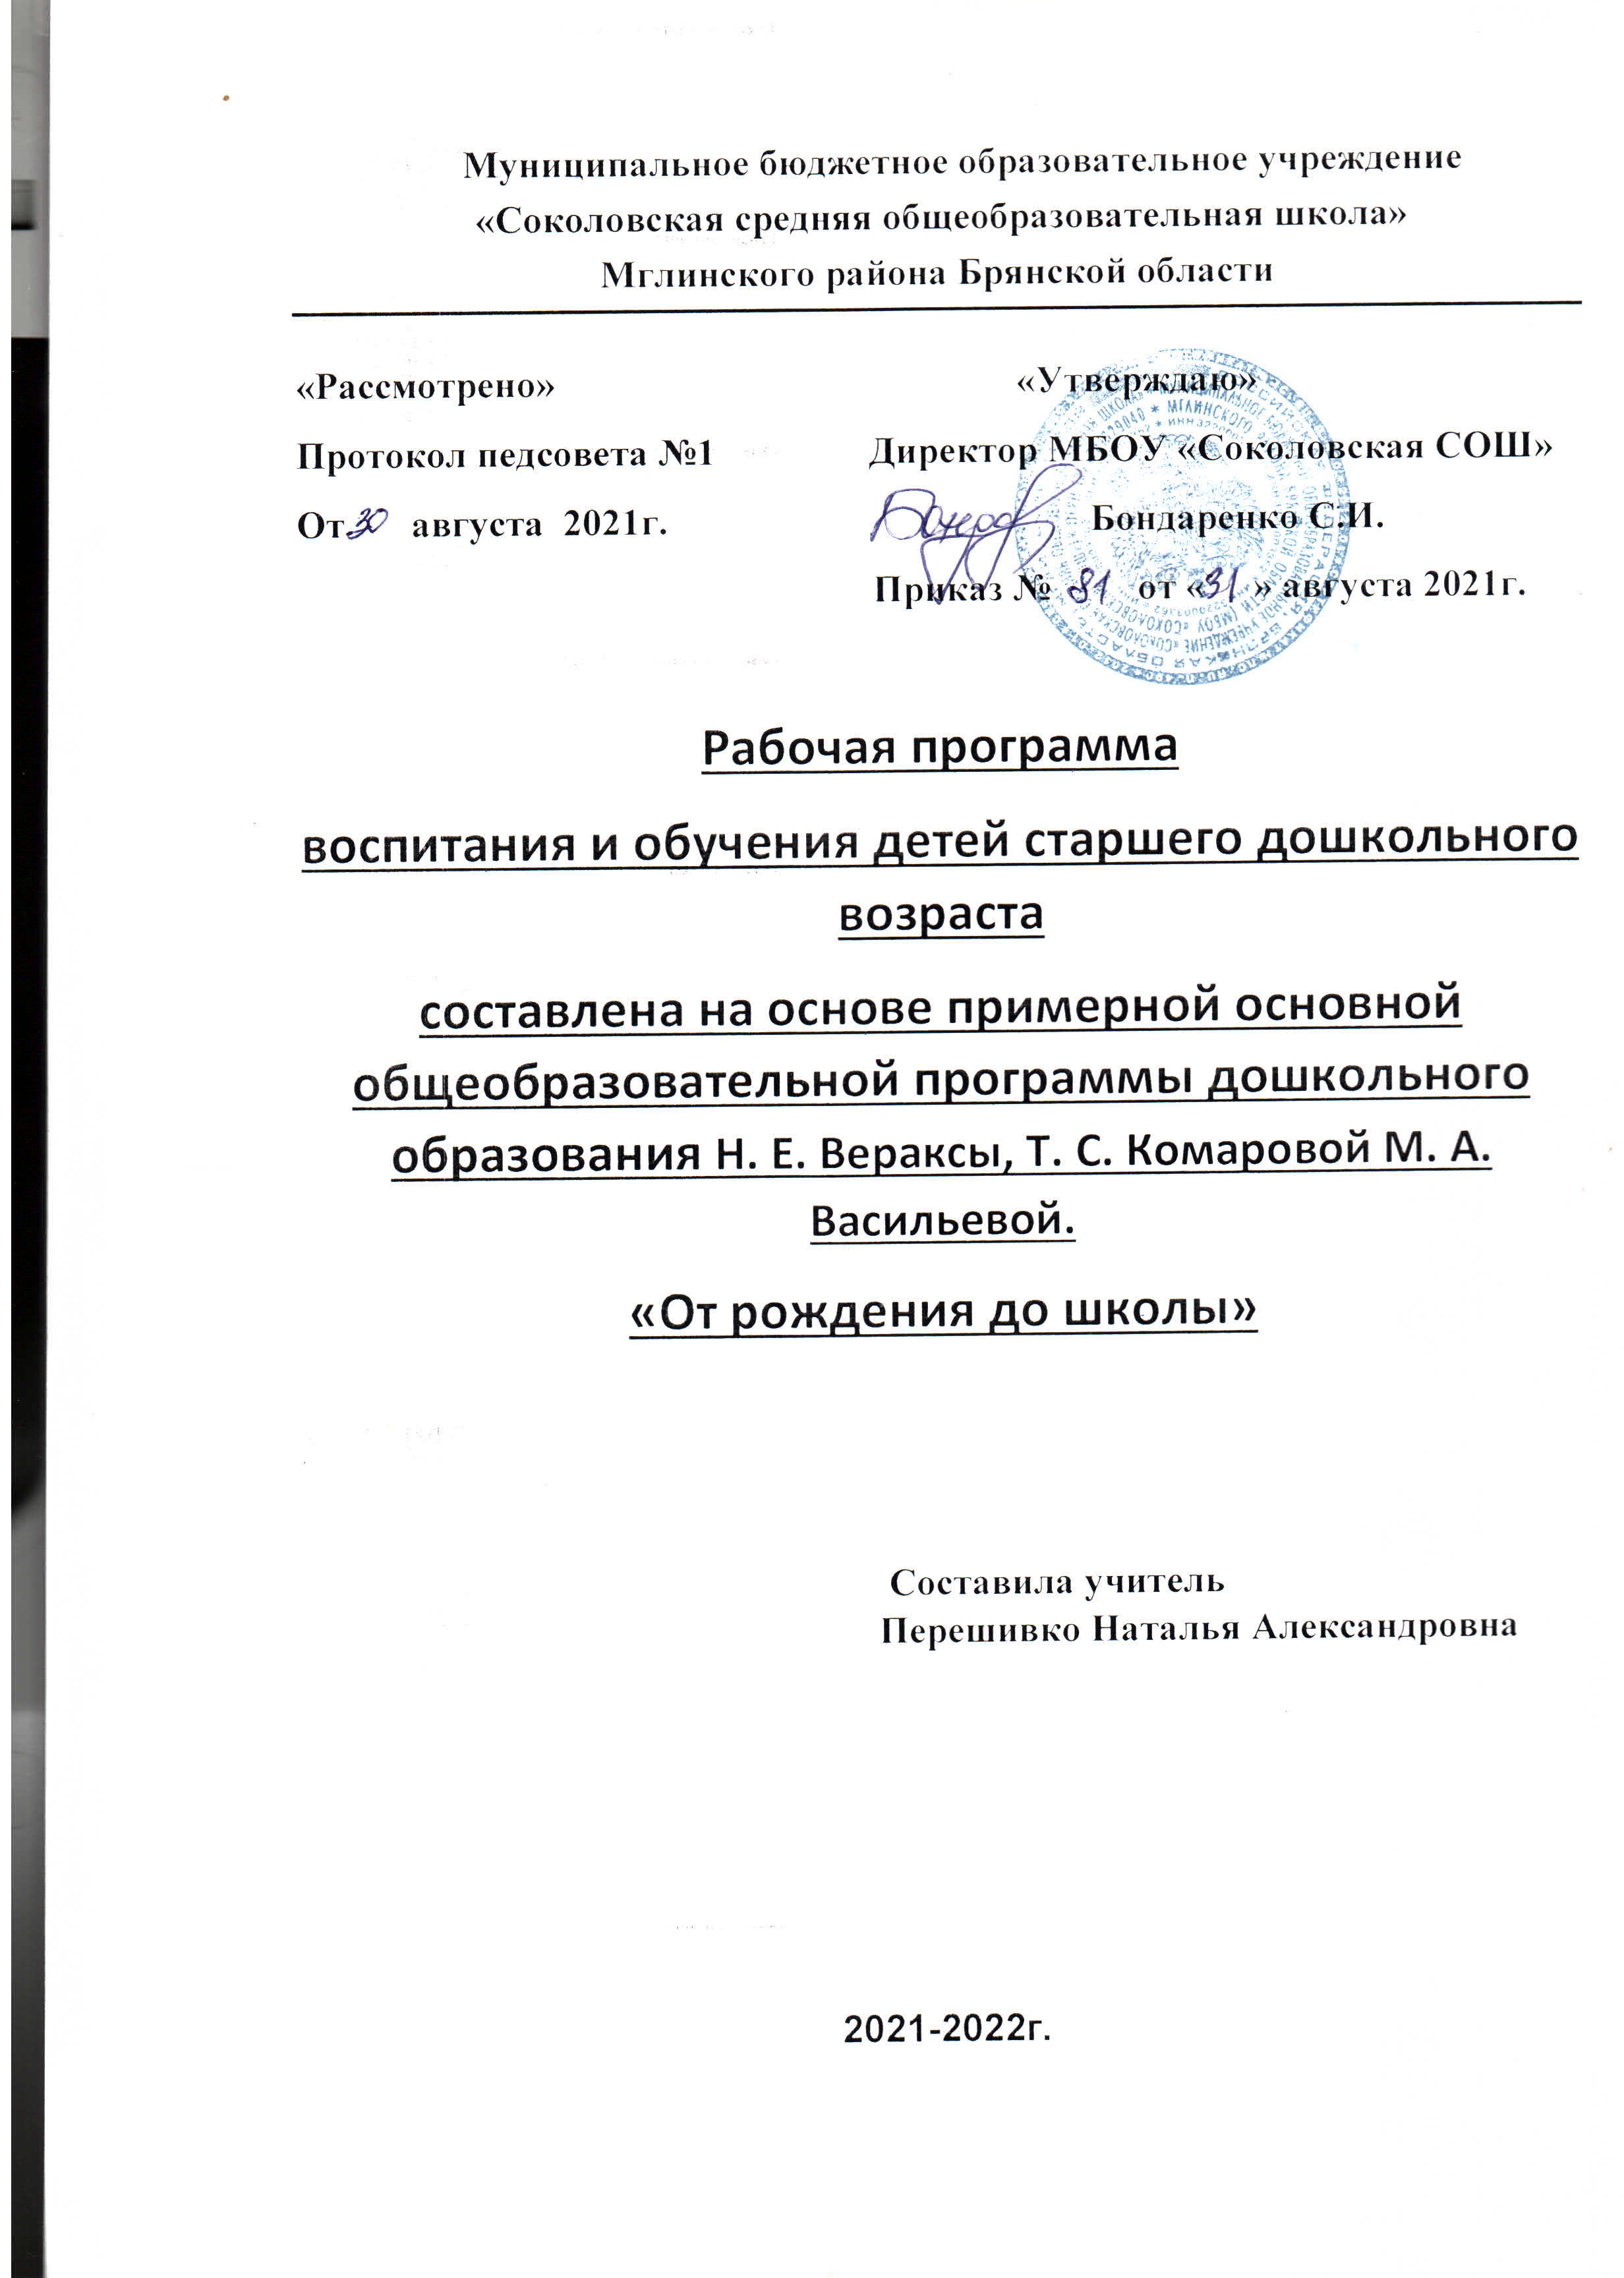 Муниципальное бюджетное образовательное учреждение
«Соколовская средняя общеобразовательная школа»
Мглинского района Брянской области
«Рассмотрено»
Протокол педсовета №1
От 30 августа 2021г.
«Утверждаю»
Директор МБОУ «Соколовская СОШ»
Бондаренко С.И.
Приказ № 81 от «31» августа 2021г.
Рабочая программа
воспитания и обучения детей старшего дошкольного
возраста
составлена на основе примерной основной
общеобразовательной программы дошкольного
образования Н. Е. Вераксы, Т. С. Комаровой М. А.
Васильевой.
«От рождения до школы»
Составила учитель
Перешивко Наталья Александровна
2021-2022г.